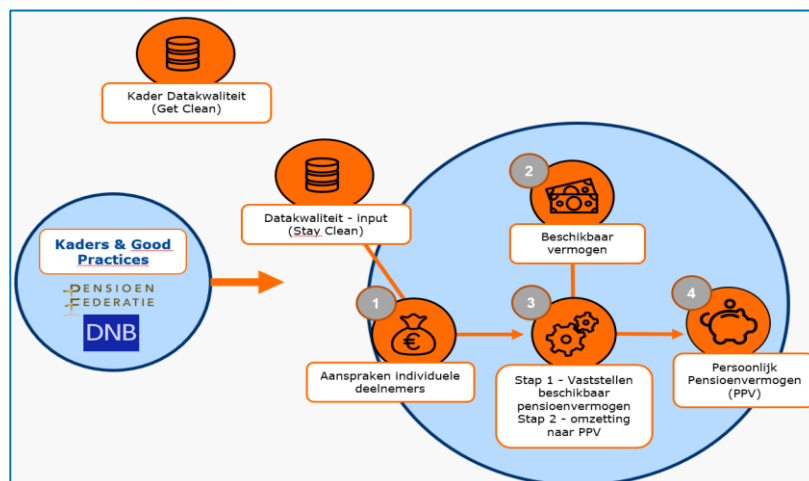 Kader Datakwaliteit
(Get Clean)
Datakwaliteit - input
(Stay Clean)
Kaders & Good
Practices
PENSIOEN
FEDERATIE
DNB
2
Beschikbaar
vermogen
1
Aanspraken individuele
deelnemers
3
Stap 1 - Vaststellen
beschikbaar
pensioenvermogen
Stap 2 - omzetting
naar PPV
4
Persoonlijk
Pensioenvermogen
(PPV)